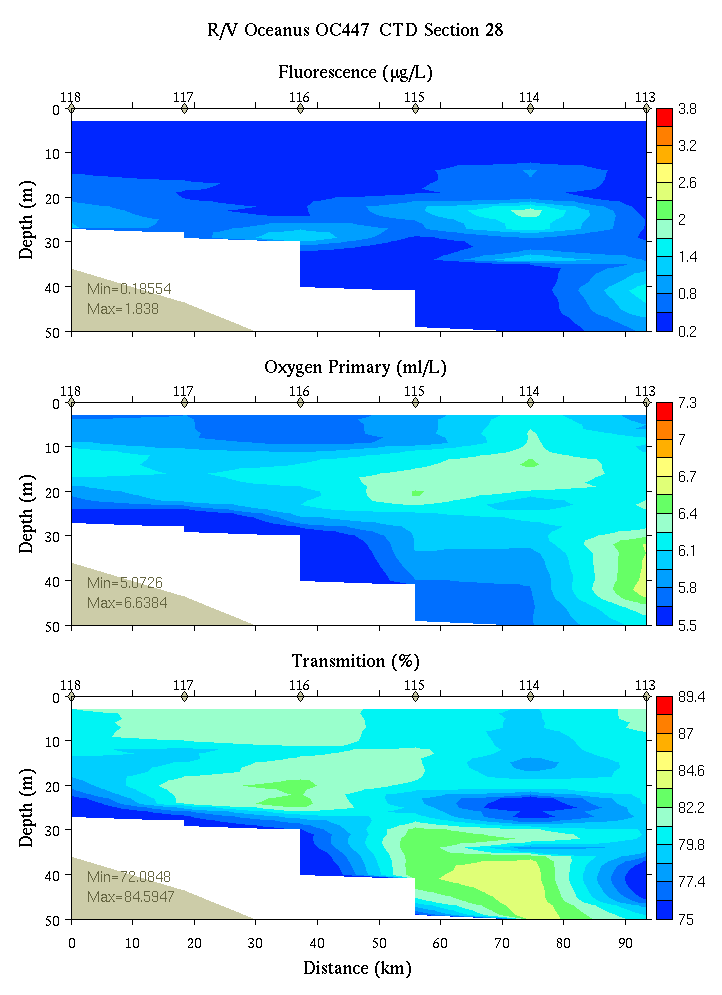 R/V Oceanus OC447 CTD Section 28
Fluorescence (µg/L)
118 117 116 115 114 113
0
10
20
30
40
50
Depth (m)
Min=0.18554
Max=1.838
3.8
3.2
2.6
2
1.4
0.8
0.2
Oxygen Primary (ml/L)
118 117 116 115 114 113
0
10
20
30
40
50
Depth (m)
Min=5.0726
Max=6.6384
7.3
7
6.7
6.4
6.1
5.8
5.5
Transmition (%)
118 117 116 115 114 113
0
10
20
30
40
50
Depth (m)
Min=72.0848
Max=84.5947
89.4
87
84.6
82.2
79.8
77.4
75
0 10 20 30 40 50 60 70 80 90
Distance (km)